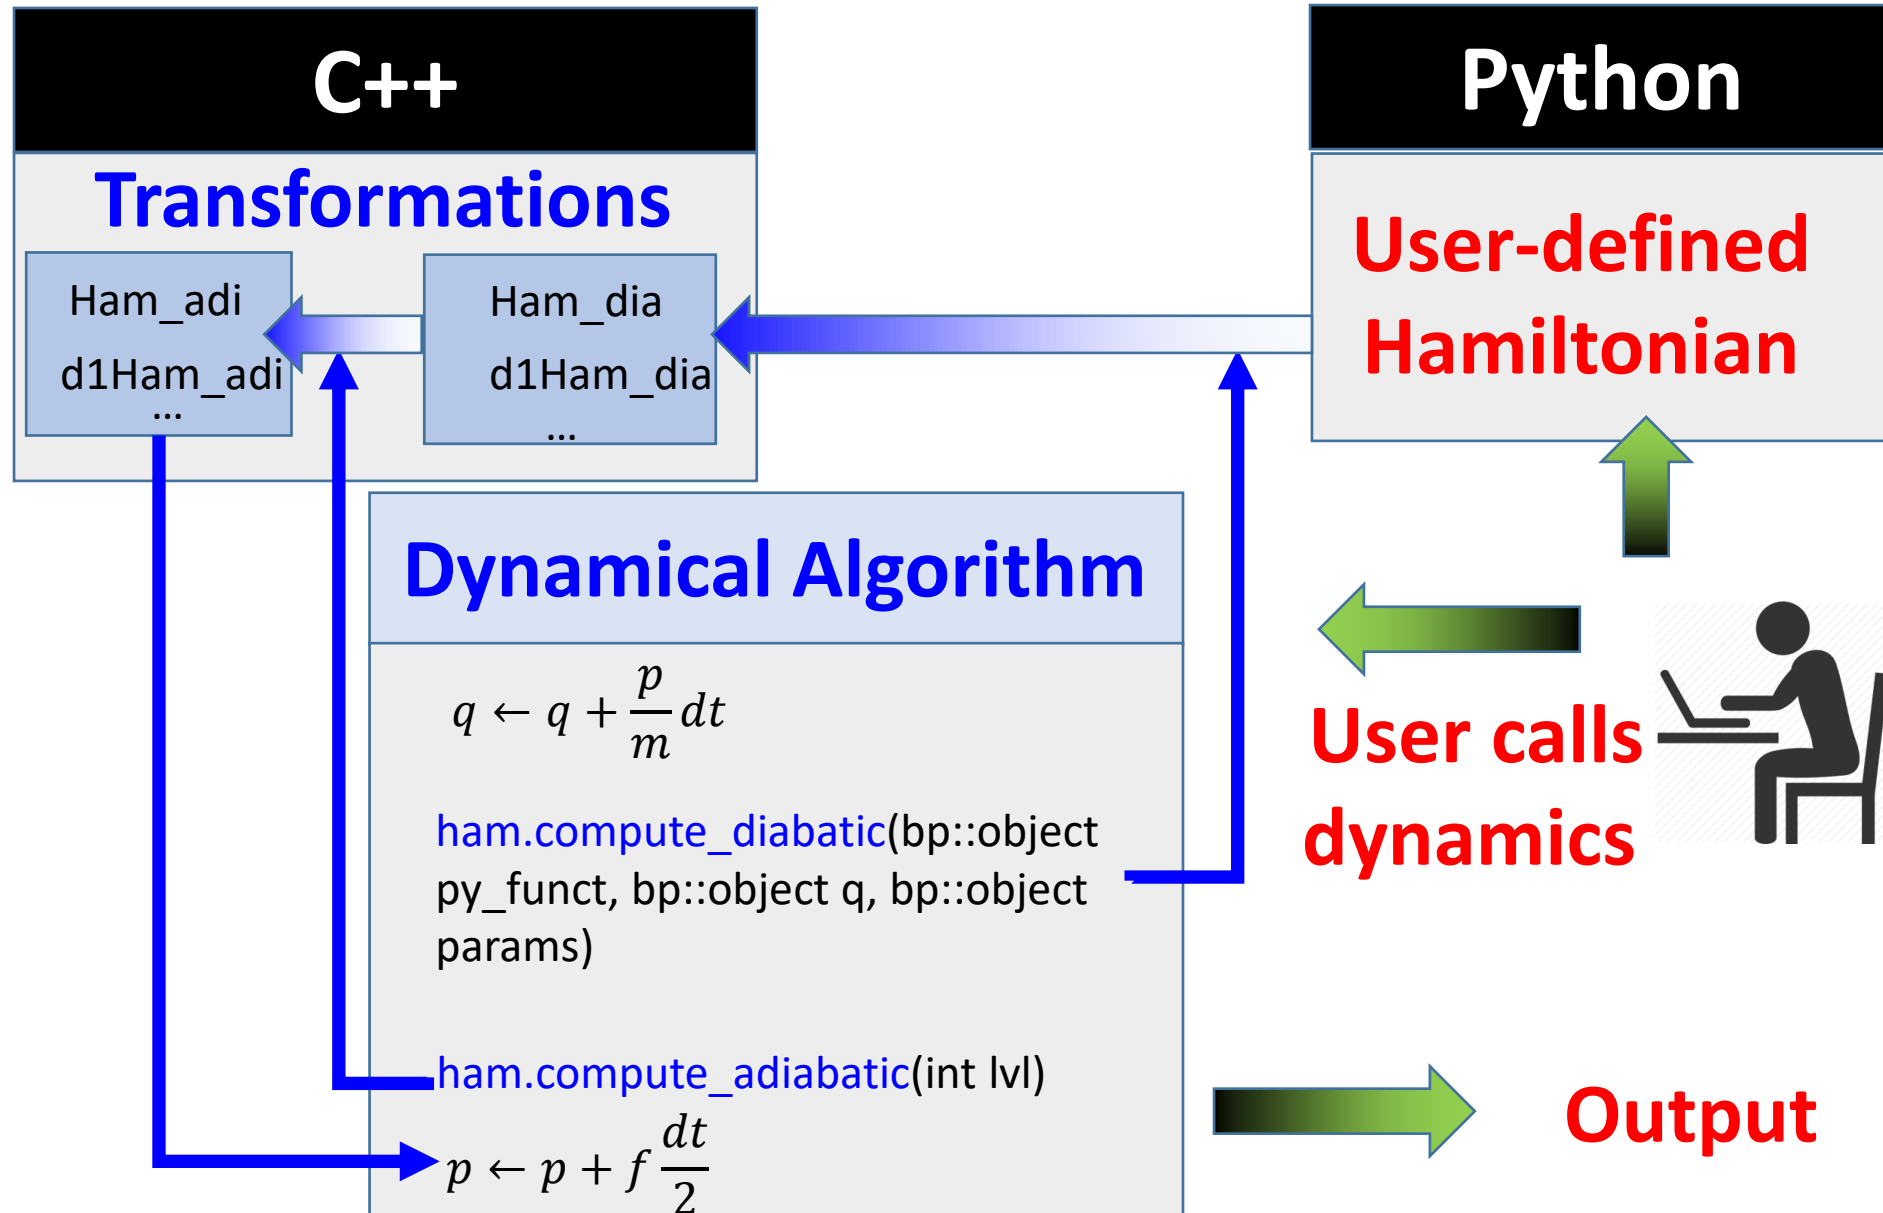 C++
Transformations
Ham_adi
d1Ham_adi
...
Ham_dia
d1Ham_dia
...
Python
User-defined
Hamiltonian
Dynamical Algorithm
q ← q + p/m dt
ham.compute_diabatic(bp::object
py_funct, bp::object q, bp::object
params)
ham.compute_adiabatic(int lvl)
p ← p + f dt/2
User calls
dynamics
Output